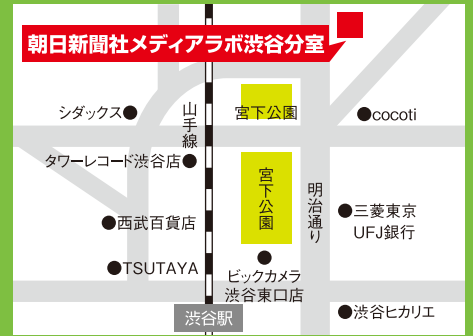 朝日新聞社メディアラボ渋谷分室
シダックス
山手線
宮下公園
cocoti
タワーレコード渋谷店
宮下公園
明治通り
西武百貨店
三菱東京
UFJ銀行
TSUTAYA
ビックカメラ
渋谷東口店
渋谷駅
渋谷ヒカリエ